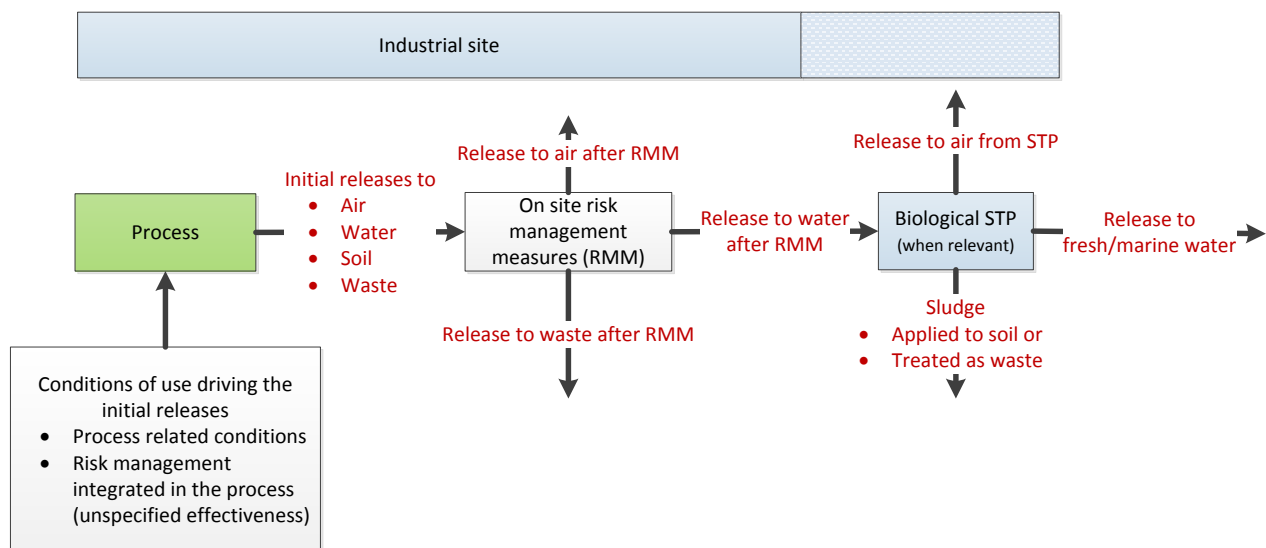 Industrial site
Release to air after RMM
Release to air from STP
Process
Initial releases to
• Air
• Water
• Soil
• Waste
On site risk
management
measures (RMM)
Release to water
after RMM
Biological STP
(when relevant)
Release to
fresh/marine water
Release to waste after RMM
Sludge
• Applied to soil or
• Treated as waste
Conditions of use driving the
initial releases
• Process related conditions
• Risk management
integrated in the process
(unspecified effectiveness)